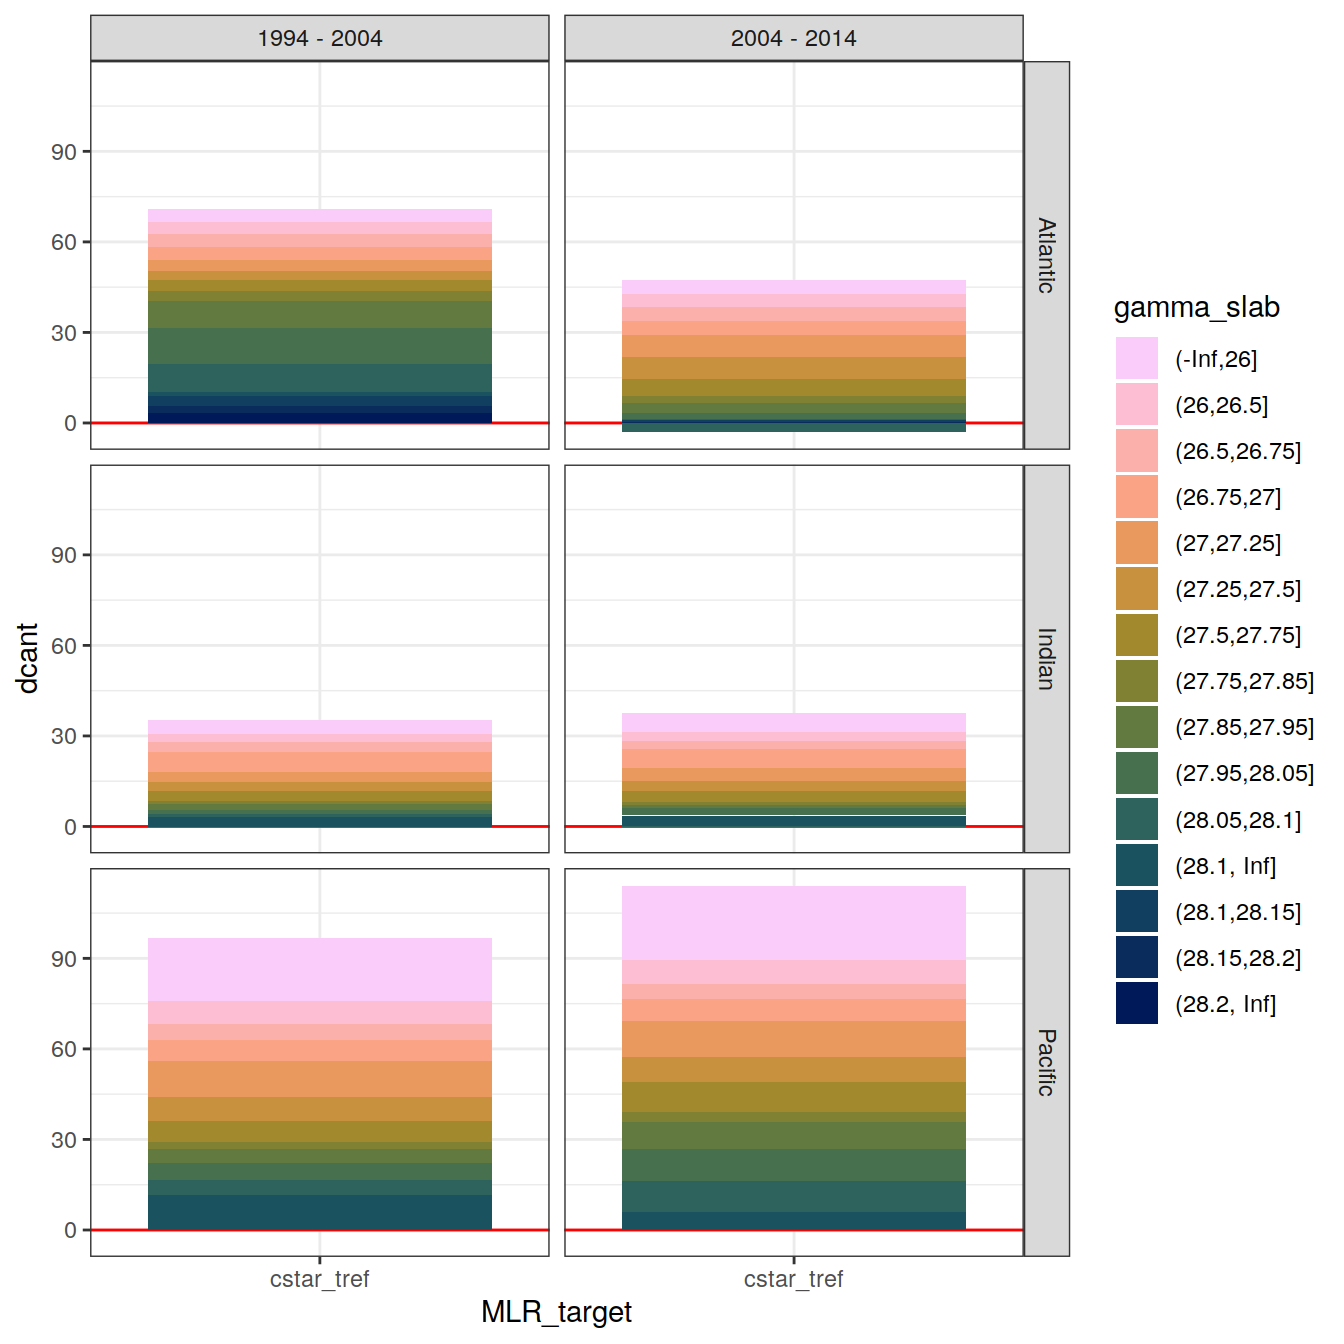 1994 - 2004
2004 - 2014
90
60
30
0
Atlantic
90
60
30
0
Indian
90
60
30
0
Pacific
dcant
cstar_tref
cstar_tref
MLR_target
gamma_slab
(-Inf,26]
(26,26.5]
(26.5,26.75]
(26.75,27]
(27,27.25]
(27.25,27.5]
(27.5,27.75]
(27.75,27.85]
(27.85,27.95]
(27.95,28.05]
(28.05,28.1]
(28.1, Inf]
(28.1,28.15]
(28.15,28.2]
(28.2, Inf]